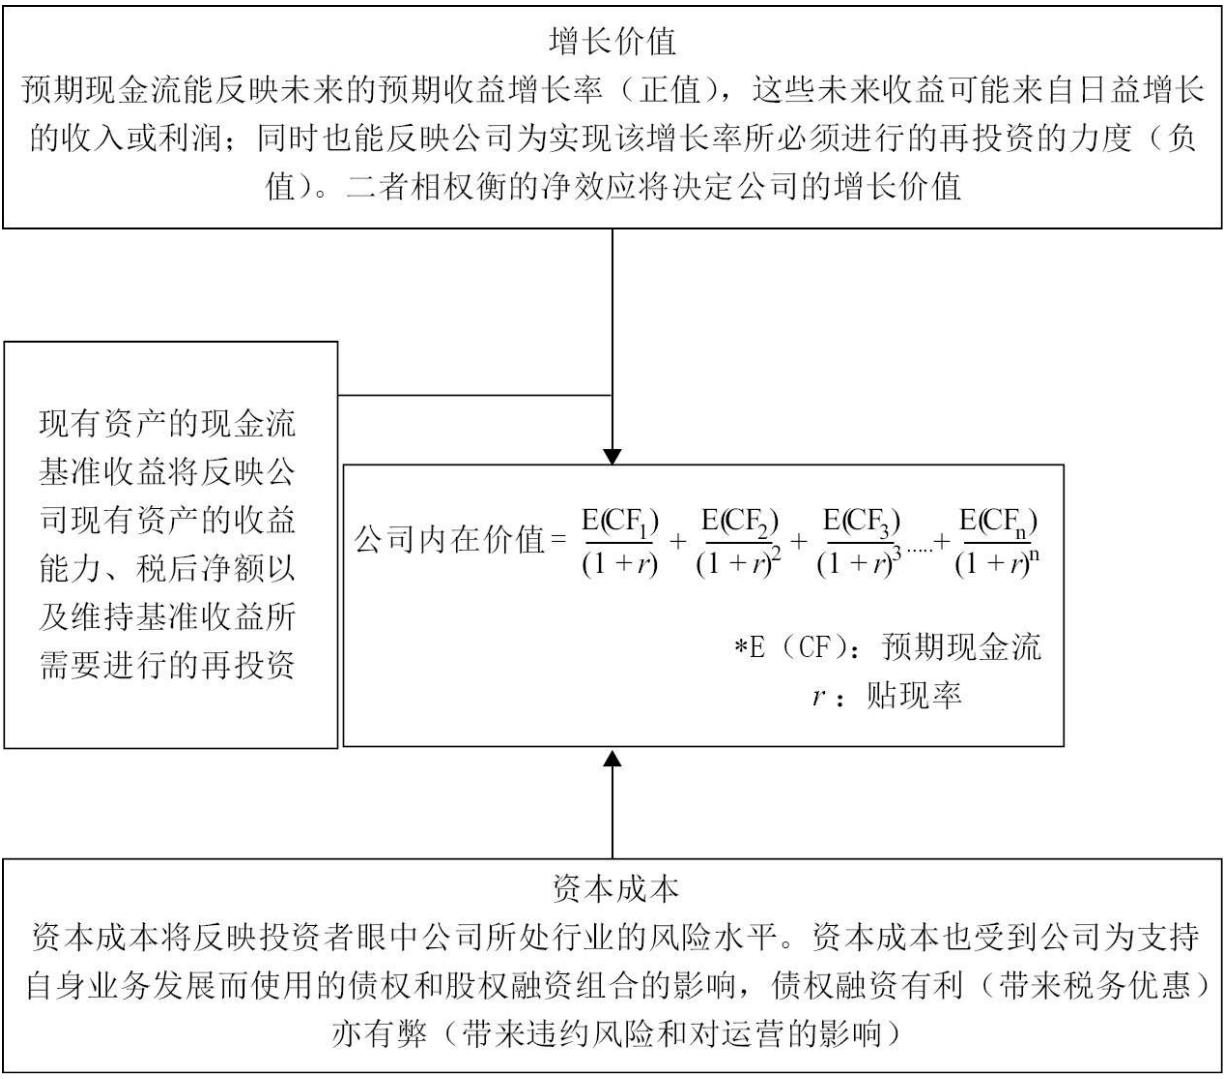 增长价值
预期现金流能反映未来的预期收益增长率（正值），这些未来收益可能来自日益增长
的收入或利润；同时也能反映公司为实现该增长率所必须进行的再投资的力度（负
值）。二者相权衡的净效应将决定公司的增长价值
现有资产的现金流
基准收益将反映公
司现有资产的收益
能力、税后净额以
及维持基准收益所
需要进行的再投资
公司内在价值= E(CF₁)/(1+r) + E(CF₂)/(1+r)² + E(CF₃)/(1+r)³ .....+ E(CFₙ)/(1+r)ⁿ
*E（CF）：预期现金流
r：贴现率
资本成本
资本成本将反映投资者眼中公司所处行业的风险水平。资本成本也受到公司为支持
自身业务发展而使用的债权和股权融资组合的影响，债权融资有利（带来税务优惠）
亦有弊（带来违约风险和对运营的影响）